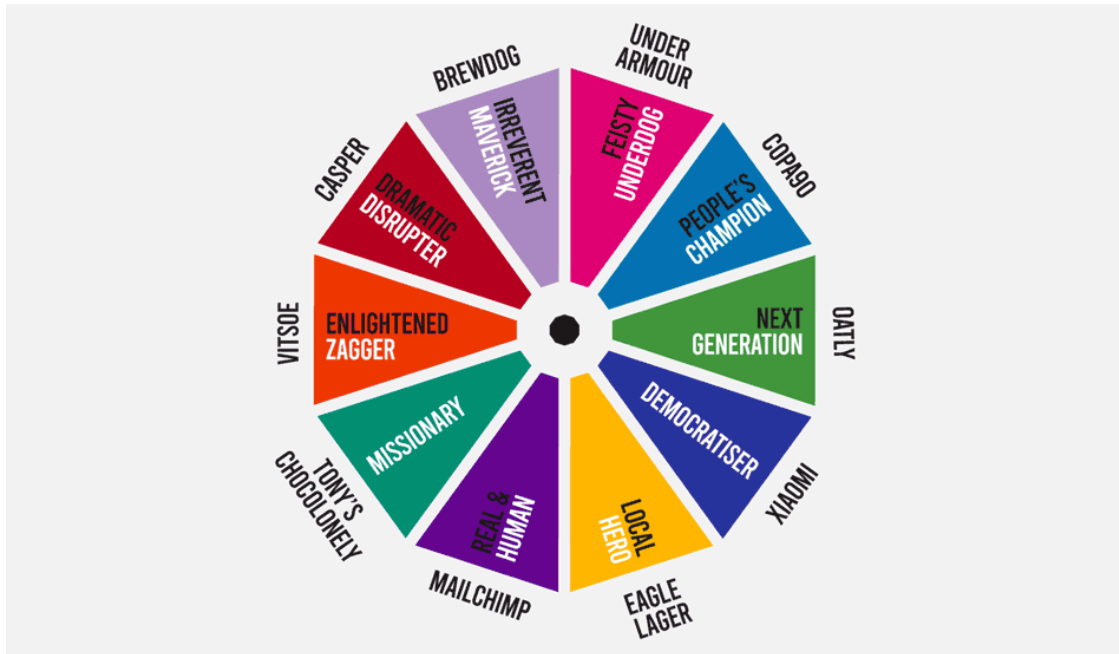 UNDER
ARMOUR
FEISTY
UNDERDOG
COPA90
PEOPLE'S
CHAMPION
OATLY
NEXT
GENERATION
XIAOMI
DEMOCRATISER
EAGLE
LAGER
LOCAL
HERO
MAILCHIMP
REAL &
HUMAN
TONY'S
CHOCOLONELY
MISSIONARY
VITSOE
ENLIGHTENED
ZAGGER
CASPER
DRAMATIC
DISRUPTER
BREWDOG
IRREVERENT
MAVERICK